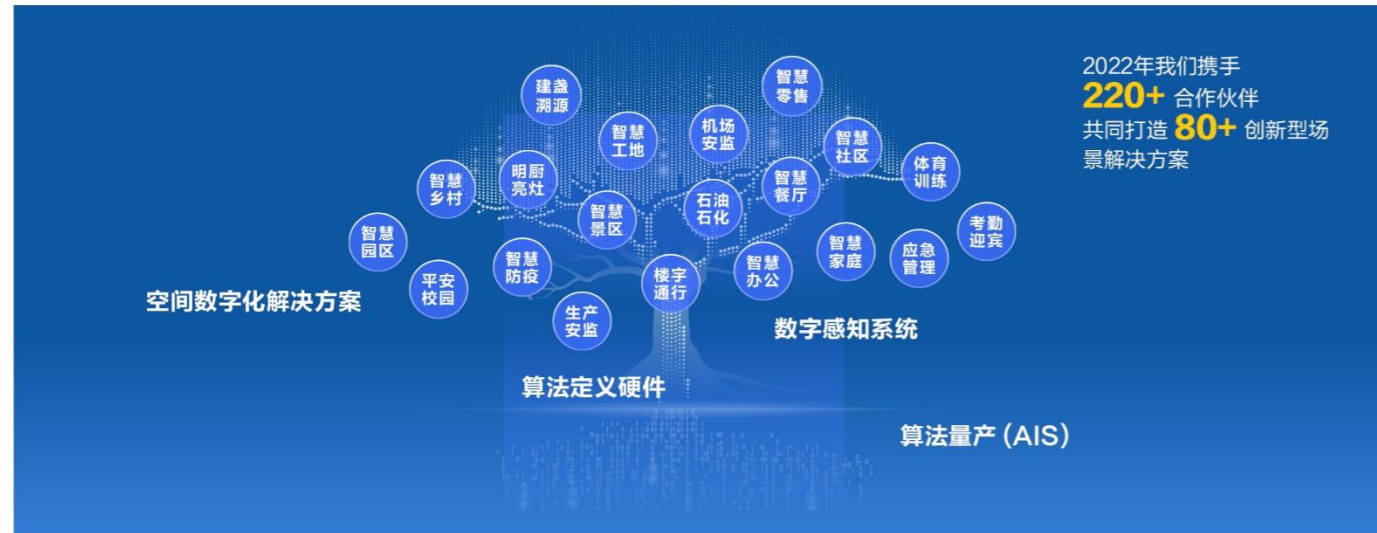 2022年我们携手
220+ 合作伙伴
共同打造 80+ 创新型场
景解决方案
建盏
溯源
智慧
零售
智慧
工地
机场
安监
智慧
社区
智慧
乡村
明厨
亮灶
智慧
景区
石油
石化
智慧
餐厅
体育
训练
智慧
园区
平安
校园
智慧
防疫
生产
安监
楼宇
通行
智慧
办公
智慧
家庭
应急
管理
考勤
迎宾
空间数字化解决方案
数字感知系统
算法定义硬件
算法量产 (AIS)